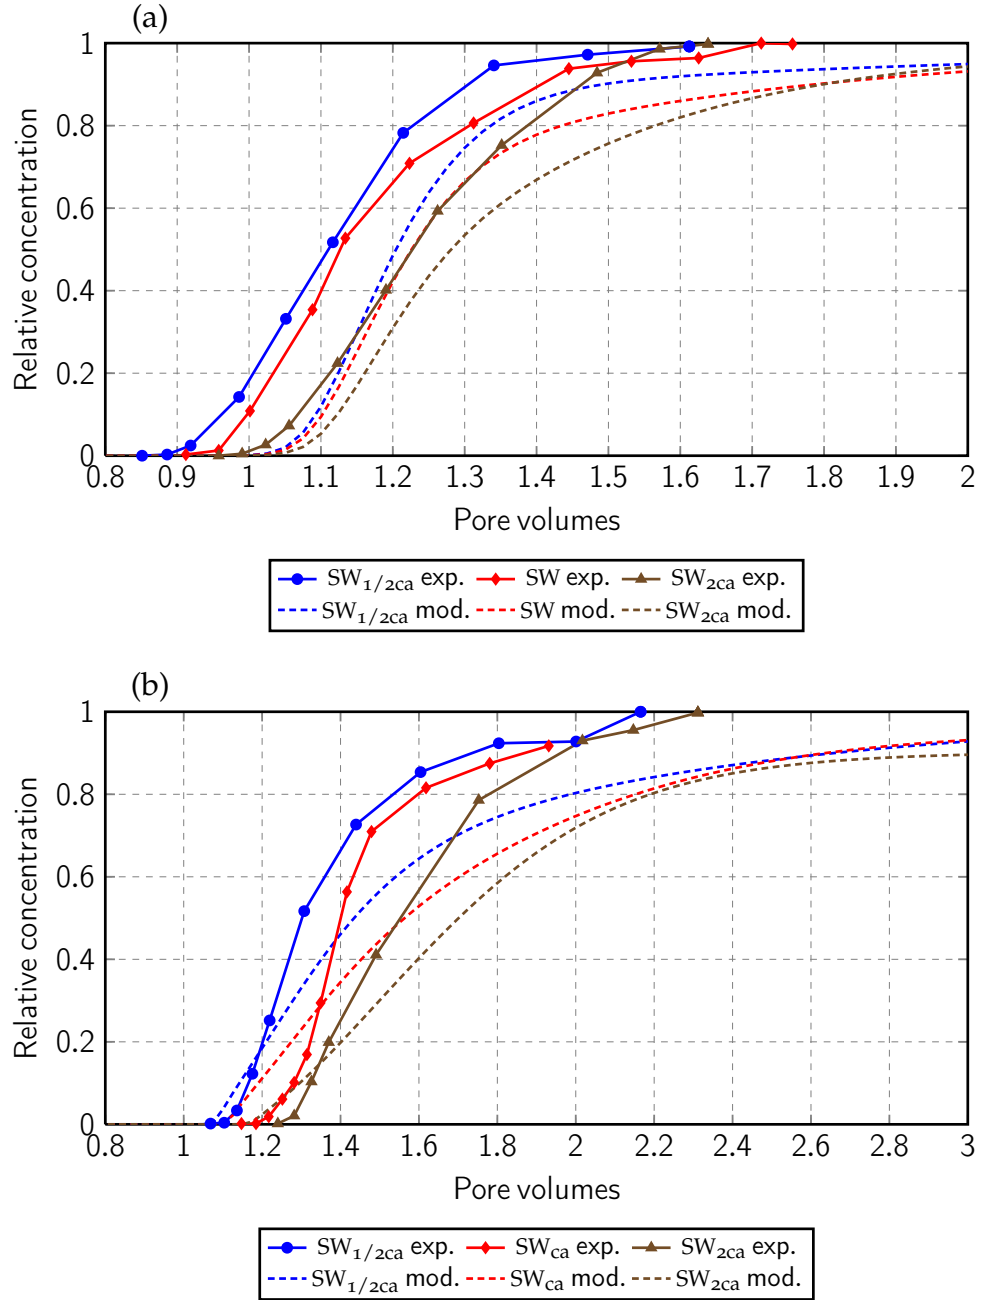 (a)
1
0.8
0.6
0.4
0.2
0
0.8 0.9 1 1.1 1.2 1.3 1.4 1.5 1.6 1.7 1.8 1.9 2
Relative concentration
Pore volumes
SW1/2ca exp. SW exp. SW2ca exp.
SW1/2ca mod. SW mod. SW2ca mod.
(b)
1
0.8
0.6
0.4
0.2
0
0.8 1 1.2 1.4 1.6 1.8 2 2.2 2.4 2.6 2.8 3
Relative concentration
Pore volumes
SW1/2ca exp. SWca exp. SW2ca exp.
SW1/2ca mod. SWca mod. SW2ca mod.